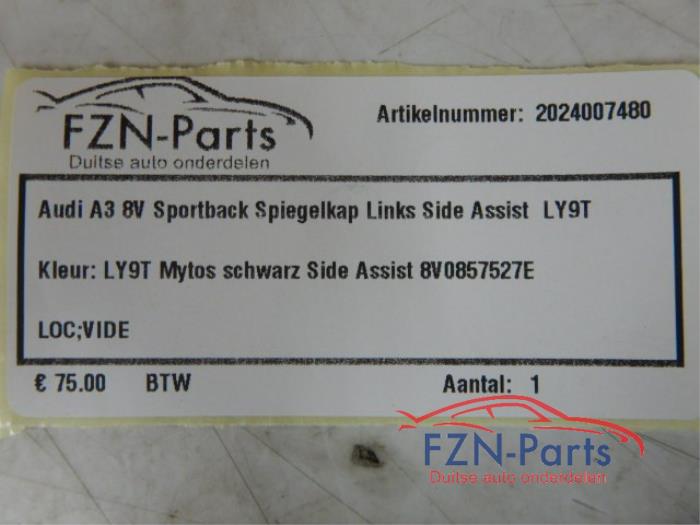 FZN-Parts
Duitse auto onderdelen
Artikelnummer: 2024007480
Audi A3 8V Sportback Spiegelkap Links Side Assist LY9T
Kleur: LY9T Mytos schwarz Side Assist 8V0857527E
LOC;VIDE
€ 75.00 BTW Aantal: 1
FZN-Parts
Duitse auto onderdelen